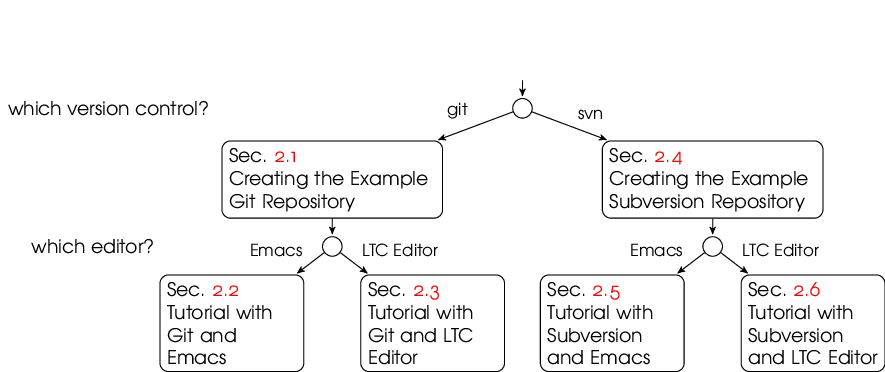 which version control?
git
svn
Sec. 2.1
Creating the Example
Git Repository
Sec. 2.4
Creating the Example
Subversion Repository
which editor?
Emacs
LTC Editor
Emacs
LTC Editor
Sec. 2.2
Tutorial with
Git and
Emacs
Sec. 2.3
Tutorial with
Git and LTC
Editor
Sec. 2.5
Tutorial with
Subversion
and Emacs
Sec. 2.6
Tutorial with
Subversion
and LTC Editor